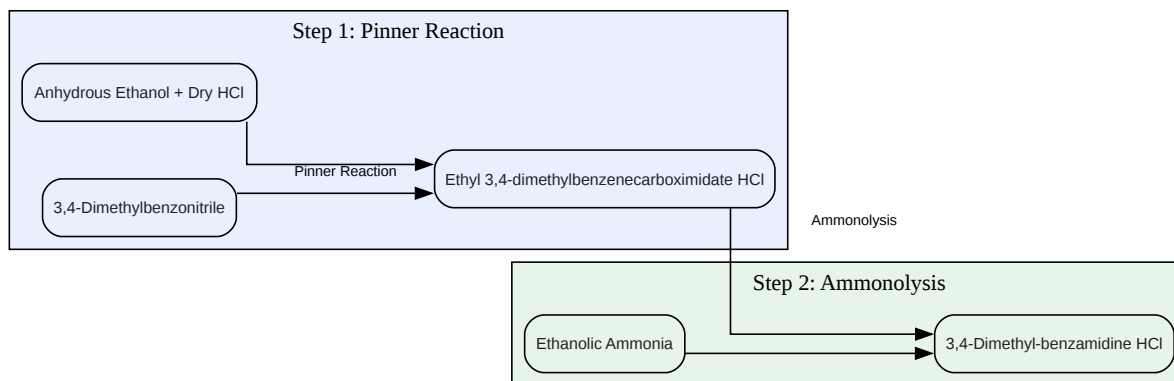 Step 1: Pinner Reaction
Anhydrous Ethanol + Dry HCl
Pinner Reaction
Ethyl 3,4-dimethylbenzenecarboximidate HCl
3,4-Dimethylbenzonitrile
Ammonolysis
Step 2: Ammonolysis
Ethanolic Ammonia
3,4-Dimethyl-benzamidine HCl